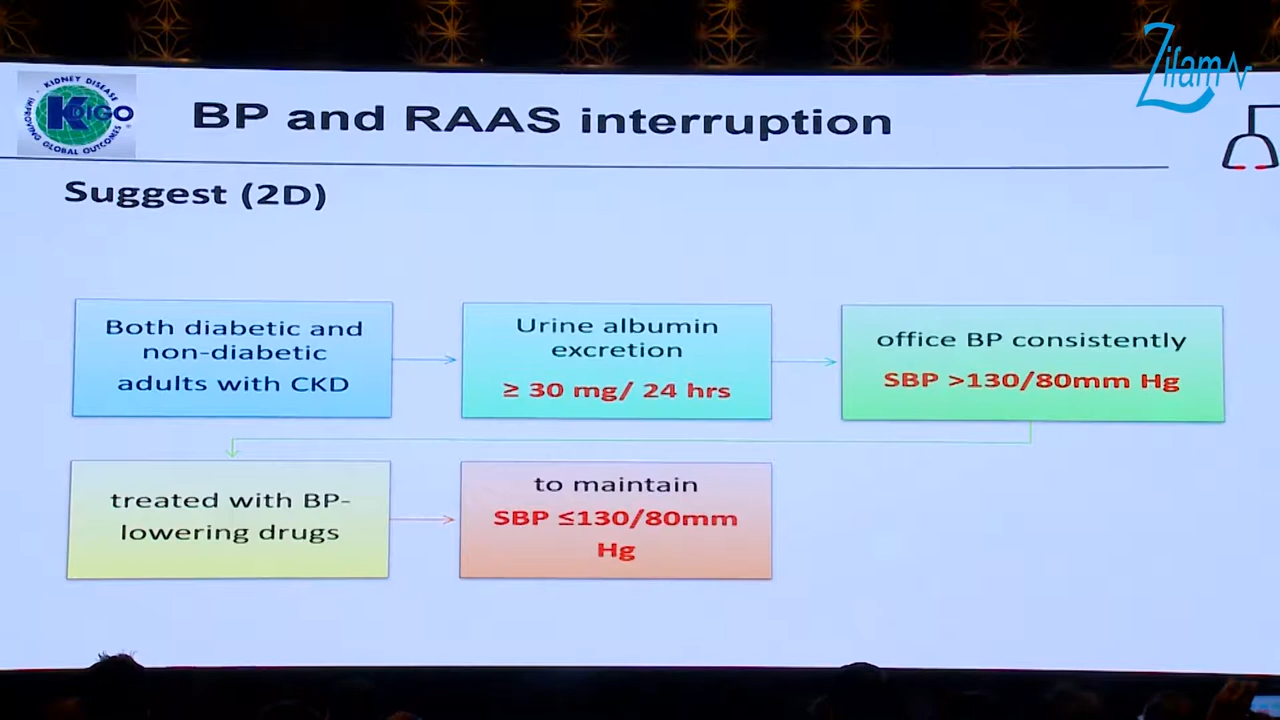 Zifam
KIDNEY DISEASE
KDIGO
IMPROVING GLOBAL OUTCOMES
BP and RAAS interruption
Suggest (2D)
Both diabetic and
non-diabetic
adults with CKD
Urine albumin
excretion
≥ 30 mg/ 24 hrs
office BP consistently
SBP >130/80mm Hg
treated with BP-
lowering drugs
to maintain
SBP ≤130/80mm
Hg